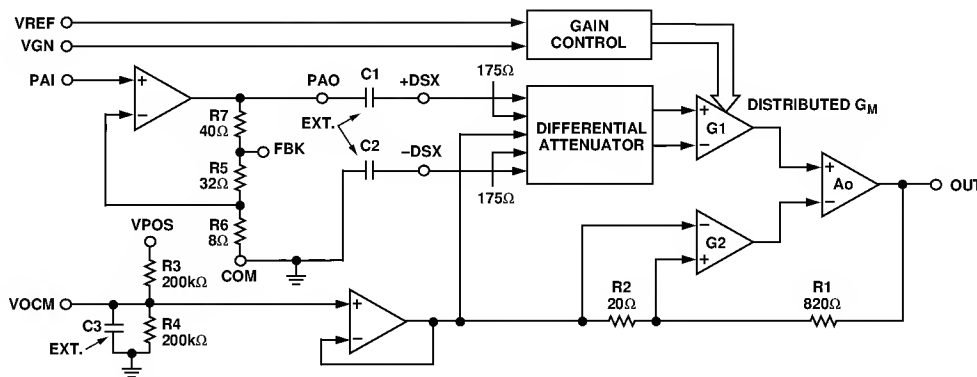 VREF
VGN
PAI
GAIN
CONTROL
PAO
C1
+DSX
175Ω
DISTRIBUTED GM
+
−
R7
40Ω
EXT.
FBK
C2
−DSX
DIFFERENTIAL
ATTENUATOR
+
G1
−
R5
32Ω
175Ω
+
Ao
−
OUT
VPOS
R6
8Ω
COM
−
G2
+
R3
200kΩ
VOCM
C3
EXT.
R4
200kΩ
+
−
R2
20Ω
R1
820Ω